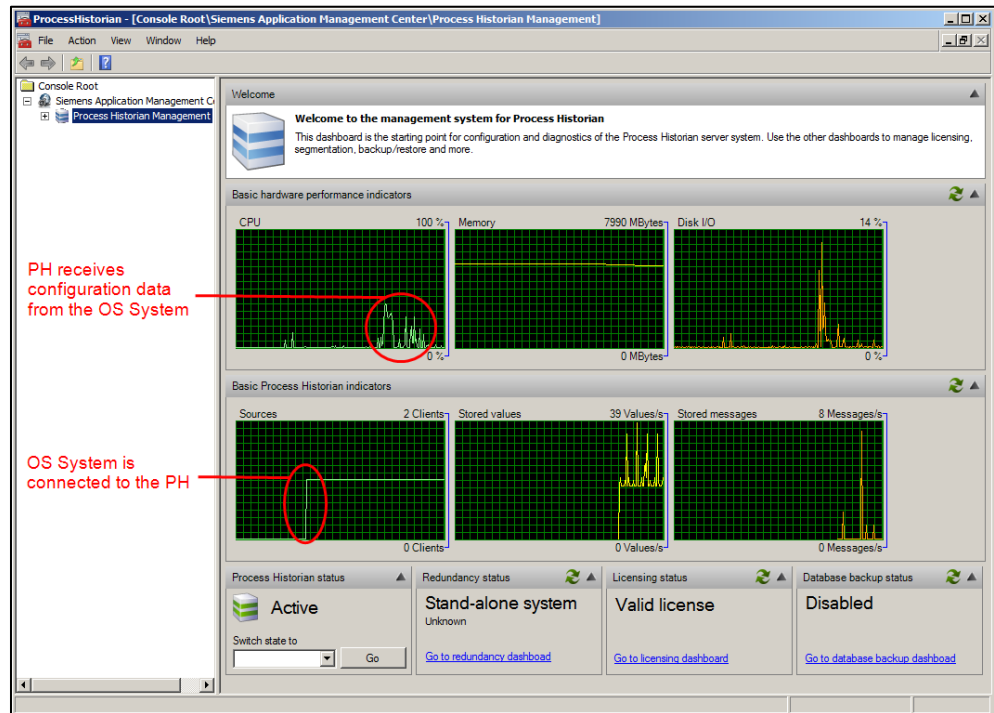 ProcessHistorian - [Console Root\Siemens Application Management Center\Process Historian Management]
File Action View Window Help
Console Root
Siemens Application Management C
Process Historian Management
Welcome
Welcome to the management system for Process Historian
This dashboard is the starting point for configuration and diagnostics of the Process Historian server system. Use the other dashboards to manage licensing,
segmentation, backup/restore and more.
Basic hardware performance indicators
CPU 100 %
Memory 7990 MBytes
Disk I/O 14 %
0 %
0 MBytes
0 %
PH receives
configuration data
from the OS System
Basic Process Historian indicators
Sources 2 Clients
Stored values 39 Values/s
Stored messages 8 Messages/s
0 Clients
0 Values/s
0 Messages/s
OS System is
connected to the PH
Process Historian status
Active
Switch state to
Go
Redundancy status
Stand-alone system
Unknown
Go to redundancy dashboad
Licensing status
Valid license
Go to licensing dashboard
Database backup status
Disabled
Go to database backup dashboad